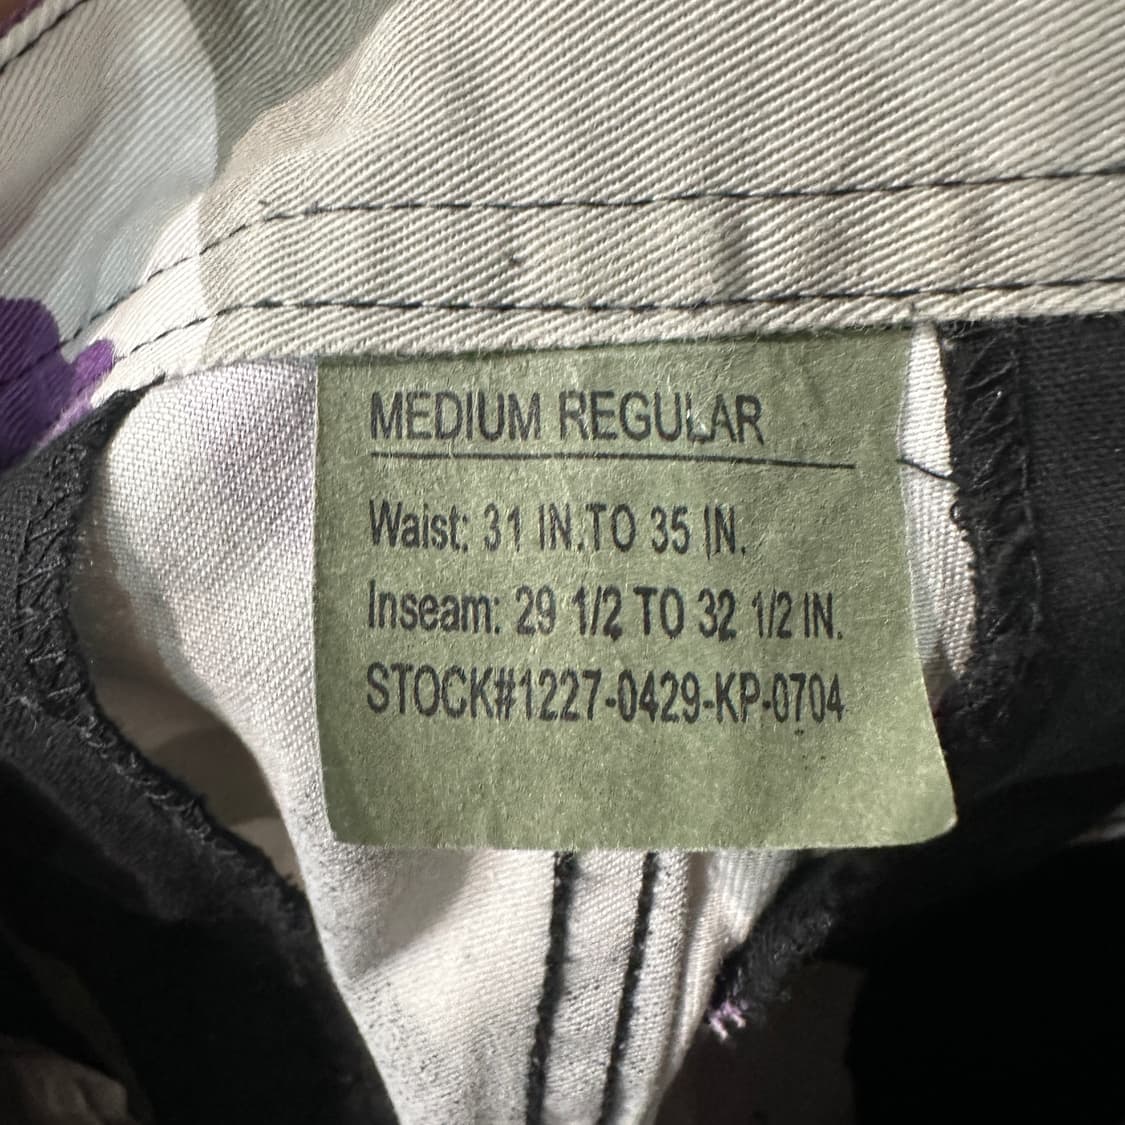 MEDIUM REGULAR
Waist: 31 IN.TO 35 IN.
Inseam: 29 1/2 TO 32 1/2 IN.
STOCK#1227-0429-KP-0704